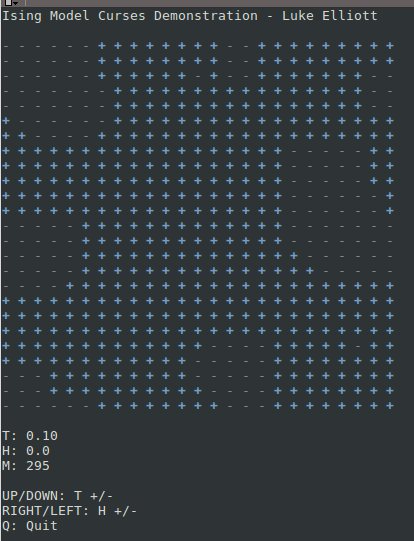 Ising Model Curses Demonstration - Luke Elliott
- - - - - - + + + + + + + + - - + + + + + + + + +
- - - - - - + + + + + + + + - - + + + + + + + + +
- - - - - - + + + + + + - + - - + + + + + + + - -
- - - - - - - + + + + + + + + + + + + + + + + - -
- - - - - - - + + + + + + + + + + + + + + + + - -
+ - - - - - - + + + + + + + + + + + + + + + + + +
+ + - - - - + + + + + + + + + + + + + + + + + + +
+ + + + + + + + + + + + + + + + + + - - - - - + +
+ + + + + + + + + + + + + + + + + + - - - - - + +
+ + + + + + + + + + + + + + + + + + - - - - - + +
+ + + + + + + + + + + + + + + + + + - - - - - - +
+ + + + + + + + + + + + + + + + + + - - - - - - +
- - - - - + + + + + + + + + + + + + - - - - - - -
- - - - - + + + + + + + + + + + + + - - - - - - -
- - - - - + + + + + + + + + + + + + + - - - - - -
- - - - - + + + + + + + + + + + + + + + - - - - -
- - - - + + + + + + + + + + + + + + + + + + + + +
+ + + + + + + + + + + + + + + + + + + + + + + + +
+ + + + + + + + + + + + + + + + + + + + + + + + +
+ + + + + + + + + + + + + + + + + + + + + + + + +
+ + + + + + + + + + + + + - - - - + + + + + - + +
+ + + + + + + + + + + + - - - - - + + + + + + + +
- - - + + + + + + + + + - - - - - + + + + + + + +
- - - + + + + + + + + + + - - - - + + + + + + + +
- - - - - - + + + + + + + + - - - + + + + + + + +
T: 0.10
H: 0.0
M: 295
UP/DOWN: T +/-
RIGHT/LEFT: H +/-
Q: Quit